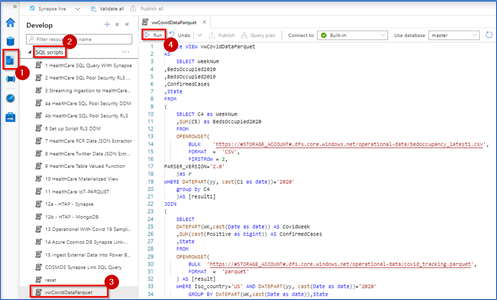 Synapse live
Validate all
Publish all
Develop
Filter resources by name
SQL scripts
2
1
3
4
1 HealthCare SQL Query With Synapse
2 HealthCare SQL Pool Security RLS
3 Streaming ingestion to HealthCare
4a HealthCare SQL Pool Security DDM
4b HealthCare SQL Pool Security RLS
6 Set up Script RLS DDM
7 HealthCare PCR Data JSON Extractor
8 HealthCare Twitter Data JSON Extr
9 HealthCare Table Valued Function
10 HealthCare Materialized View
11 HealthCare IoT-PARQUET
12a - HTAP - Synapse
12b - HTAP - MongoDB
13 Operational With Covid 19 Sampl
14 Azure Cosmos DB Synapse Link-
15 Ingest External Data Into Power B
COSMOS Synapse Link SQL Query
reset
vwCovidDataParquet
vwCovidDataParquet
Run
Undo
Publish
Query plan
Connect to
Built-in
Use database
master
VIEW vwCovidDataParquet
AS
SELECT WeekNum
,BedsOccupied2020
,BedsOccupied2019
,ConfirmedCases
,State
FROM
(
SELECT C4 as WeekNum
,SUM(C5) as BedsOccupied2020
FROM
OPENROWSET(
BULK 'https://#STORAGE_ACCOUNT#.dfs.core.windows.net/operational-data/bedoccupancy_latest1.csv',
FORMAT = 'CSV',
FIRSTROW = 2,
PARSER_VERSION='2.0'
)as r
WHERE DATEPART(yy, cast(C1 as date))='2020'
group by C4
)AS [result1]
JOIN
(
SELECT
DATEPART(WK,cast(Date as date)) AS CovidWeek
,SUM(cast(Positive as bigint)) AS ConfirmedCases
,State
FROM
OPENROWSET(
BULK 'https://#STORAGE_ACCOUNT#.dfs.core.windows.net/operational-data/covid_tracking.parquet',
FORMAT = 'parquet'
) AS [result]
WHERE iso_country='US' AND DATEPART(yy, cast(Date as date))='2020'
GROUP BY DATEPART(WK,cast(Date as date)),State